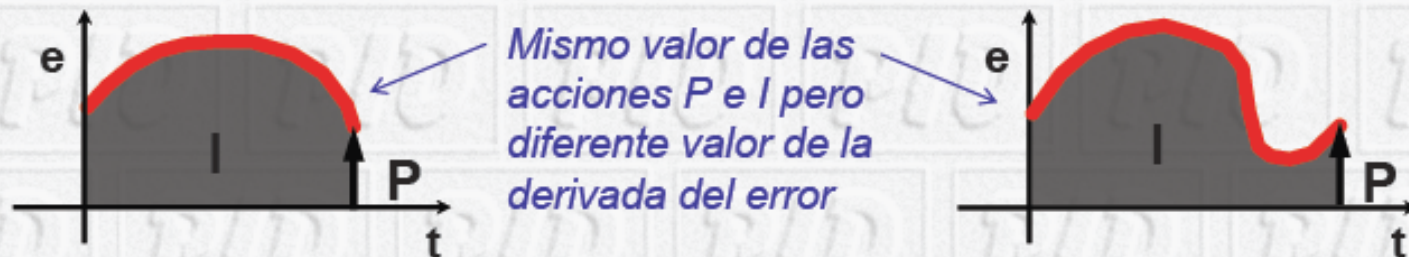 e
I
P
t
Mismo valor de las
acciones P e I pero
diferente valor de la
derivada del error
e
I
P
t